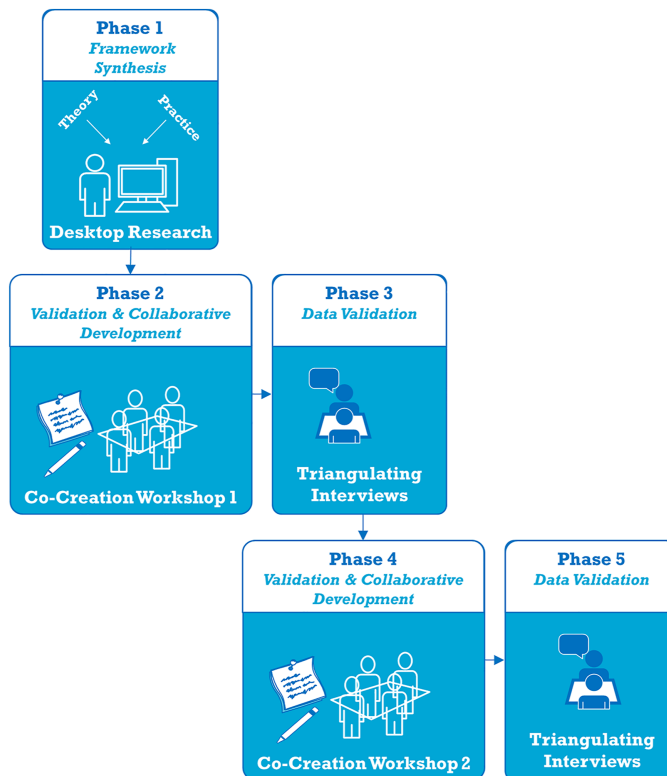 Phase 1
Framework
Synthesis
Theory
Practice
Desktop Research
Phase 2
Validation & Collaborative
Development
Co-Creation Workshop 1
Phase 3
Data Validation
Triangulating
Interviews
Phase 4
Validation & Collaborative
Development
Co-Creation Workshop 2
Phase 5
Data Validation
Triangulating
Interviews